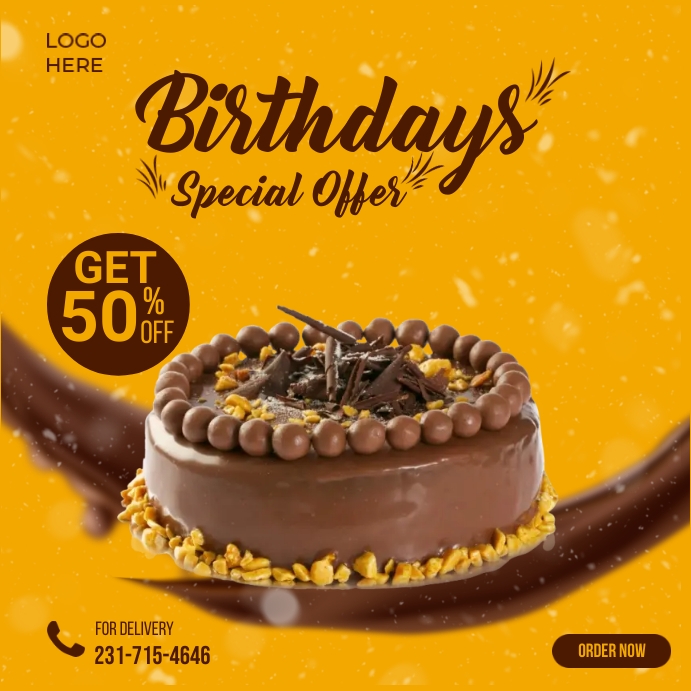 LOGO
HERE
Birthdays
Special Offer
GET
50%
OFF
FOR DELIVERY
231-715-4646
ORDER NOW